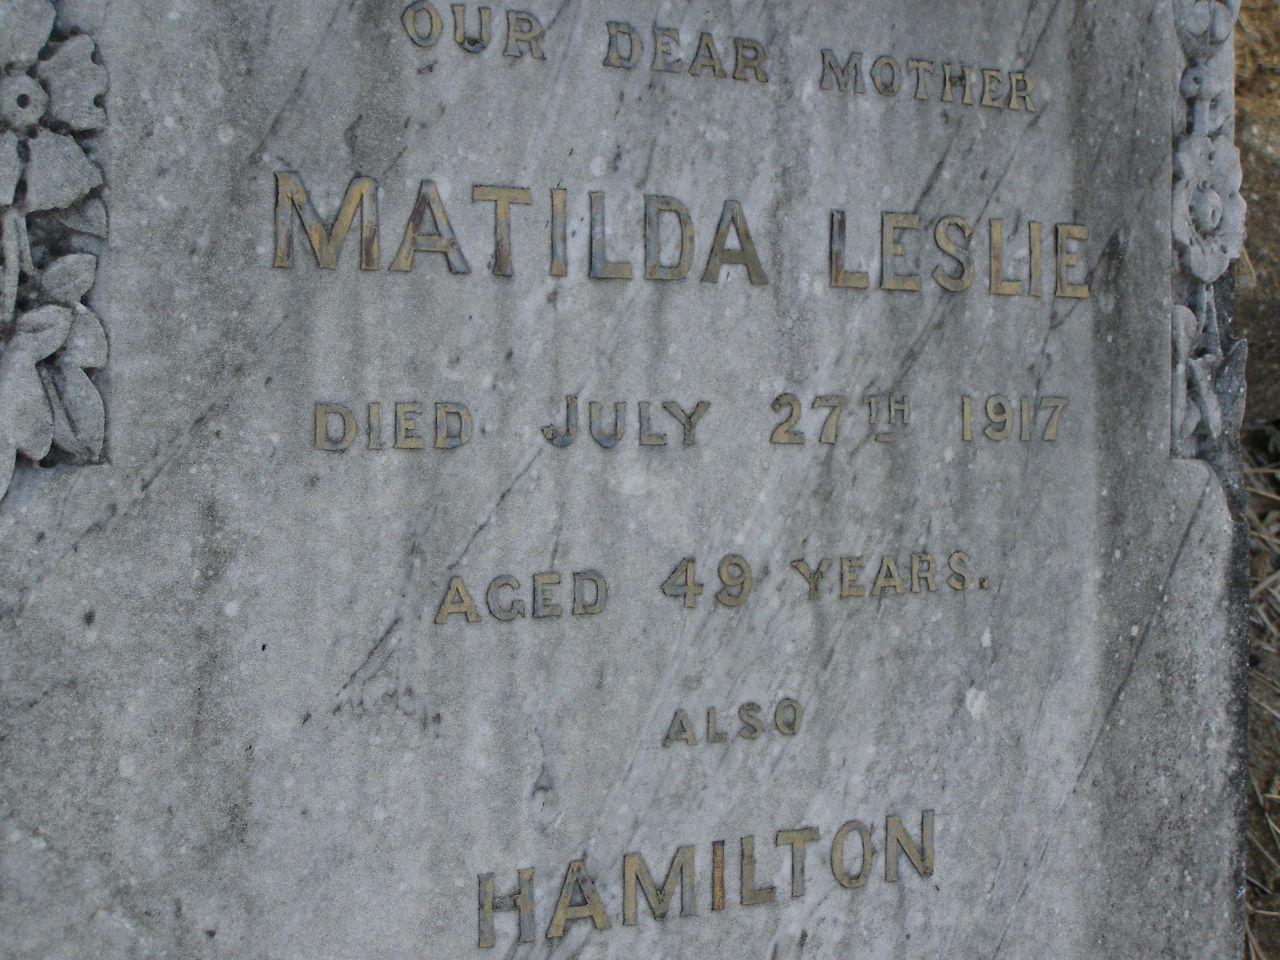 OUR DEAR MOTHER
MATILDA LESLIE
DIED JULY 27TH 1917
AGED 49 YEARS.
ALSO
HAMILTON